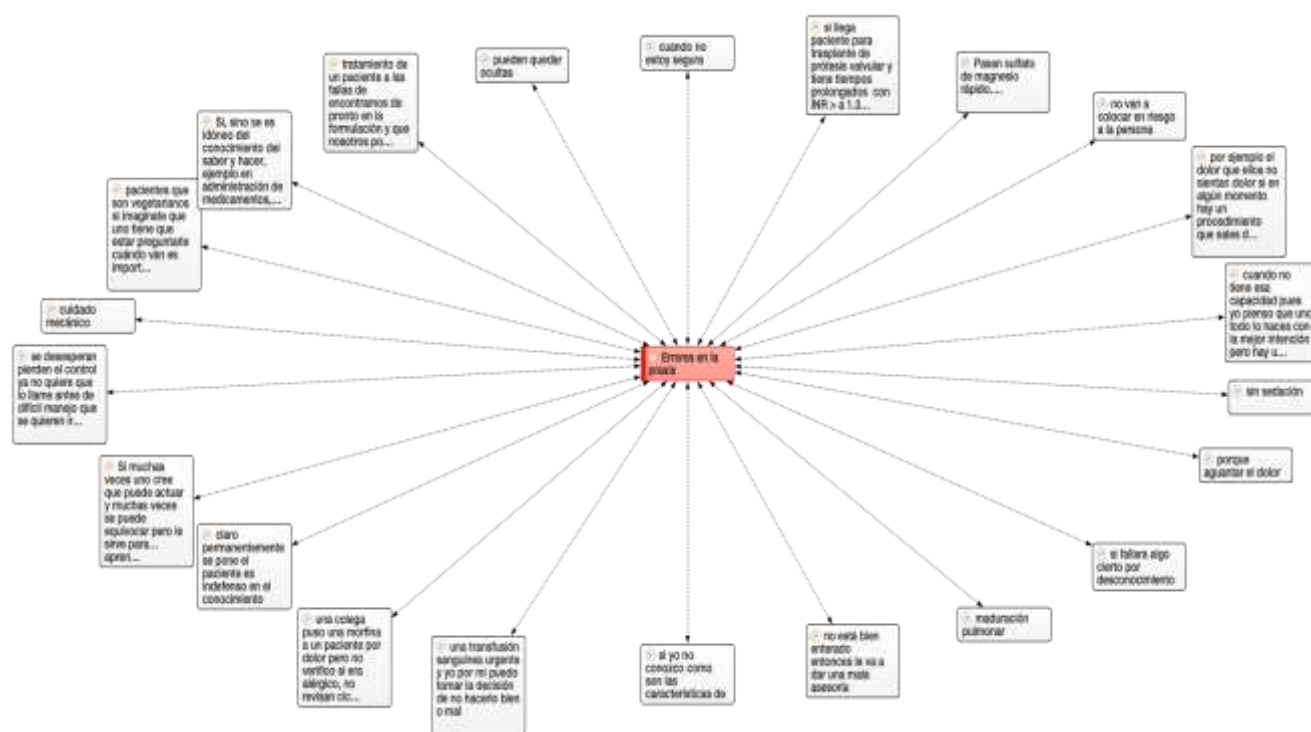 cuando no
estoy segura
si llega
paciente para
trasplante de
prótesis valvular y
tiene tiempos
prolongados con
INR > a 1.3...
Pasan sulfato
de magnesio
rápido....
no van a
colocar en riesgo
a la persona
por ejemplo el
dolor que ellos no
sientan dolor si en
algún momento
hay un
procedimiento
que sales d...
cuando no
tiene esa
capacidad pues
yo pienso que uno
todo lo haces con
la mejor intención
pero hay u...
sin sedación
porque
aguantar el dolor
si faltara algo
cierto por
desconocimiento
maduración
pulmonar
no está bien
enterado
entonces le va a
dar una mala
asesoría
si yo no
conozco como
son las
características de
una transfusión
sanguínea urgente
y yo por mi puedo
tomar la decisión
de no hacerlo bien
o mal
una colega
puso una morfina
a un paciente por
dolor pero no
verifico si era
alérgico, no
revisan
claro
permanentemente
se pone el
paciente es
indefenso en el
conocimiento
Si muchas
veces uno cree
que puede actuar
y muchas veces
se puede
equivocar pero le
sirve para...
apren....
se desesperan
pierden el control
ya no quiere que
lo llame antes de
difícil manejo que
se quieren ir...
cuidado
mecánico
pacientes que
son vegetarianos
si imagínate que
uno tiene que
estar preguntarle
cuándo van es
import...
Si, sino se es
idóneo del
conocimiento del
saber y hacer,
ejemplo en
administración de
medicamentos,...
tratamiento de
un paciente a las
fallas de
encontramos de
pronto en la
formulación y que
nosotros po....
pueden quedar
ocultas
Errores en la
praxis